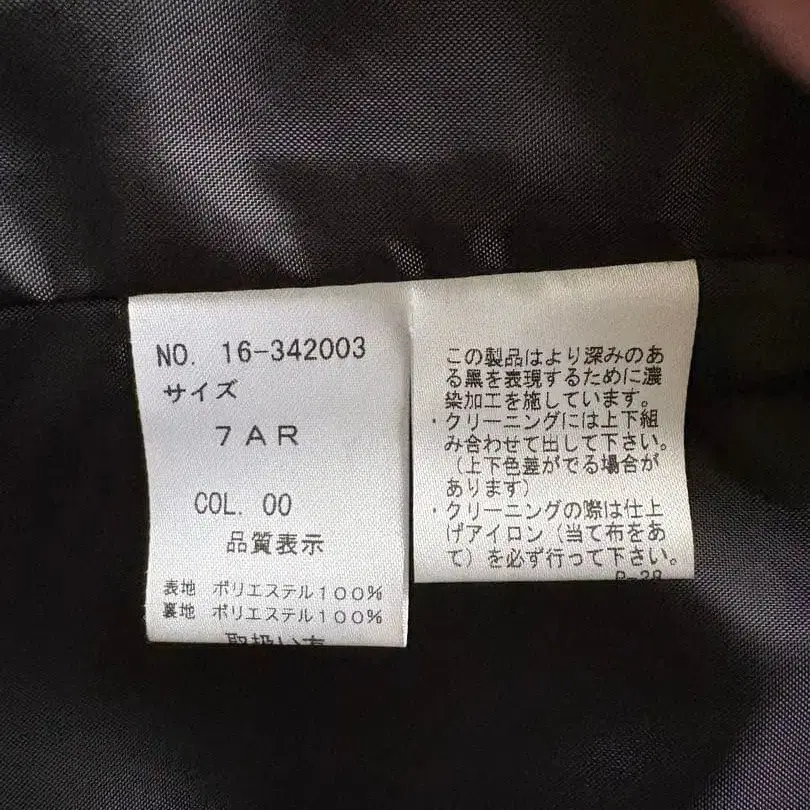 NO. 16-342003
サイズ
7AR
COL. 00
品質表示
表地 ポリエステル100%
裏地 ポリエステル100%
取扱い方
この製品はより深みのあ
る黒を表現するために濃
染加工を施しています。
・クリーニングには上下組
み合わせて出して下さい。
(上下色差がでる場合が
あります)
・クリーニングの際は仕上
げアイロン(当て布をあ
て)を必ず行って下さい。